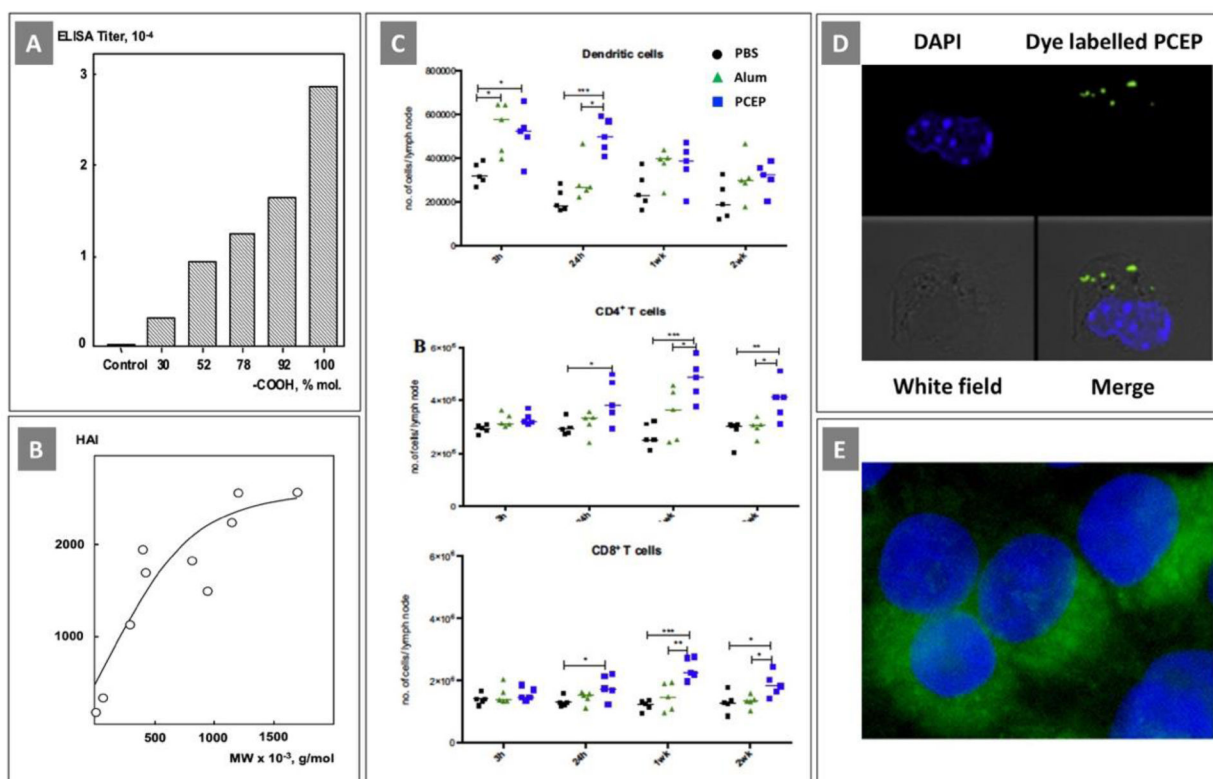 A
ELISA Titer, 10-4
3
2
1
0
Control 30 52 78 92 100
-COOH, % mol.
B
HAI
2000
1000
500 1000 1500
MW x 10-3, g/mol
C
Dendritic cells
PBS
Alum
PCEP
no. of cells/ lymph node
800000
600000
400000
200000
0
* * *** *
3h 24h 1wk 2wk
CD4+ T cells
B
no. of cells/ lymph node
6×106
4×106
2×106
0
* *** * ** *
3h 24h
CD8+ T cells
no. of cells/ lymph node
6×106
4×106
2×106
0
* *** ** * *
3h 24h 1wk 2wk
D
DAPI Dye labelled PCEP
White field Merge
E